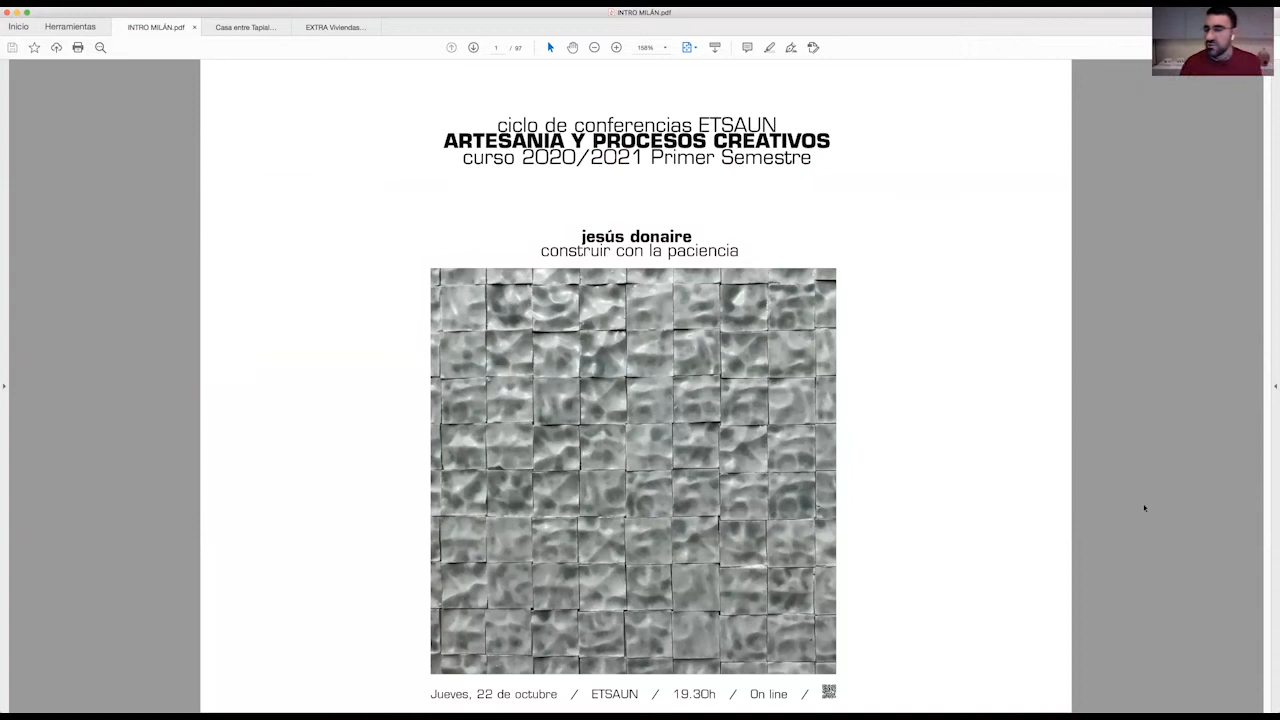 INTRO MILÁN.pdf
Inicio Herramientas INTRO MILÁN.pdf × Casa entre Tapial... EXTRA Viviendas...
1 / 97 158%
ciclo de conferencias ETSAUN
ARTESANIA Y PROCESOS CREATIVOS
curso 2020/2021 Primer Semestre
jesús donaire
construir con la paciencia
Jueves, 22 de octubre / ETSAUN / 19.30h / On line /